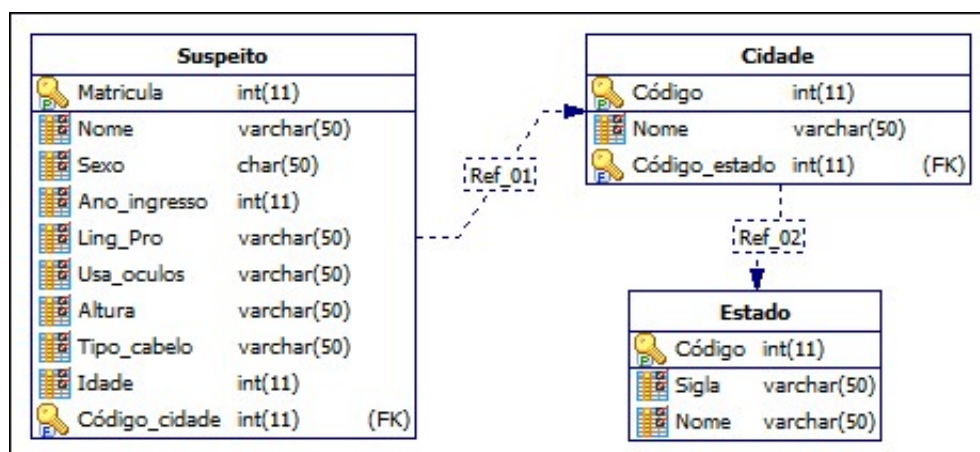 Suspeito
Matricula int(11)
Nome varchar(50)
Sexo char(50)
Ano_ingresso int(11)
Ling_Pro varchar(50)
Usa_oculos varchar(50)
Altura varchar(50)
Tipo_cabelo varchar(50)
Idade int(11)
Código_cidade int(11) (FK)
Ref_01
Cidade
Código int(11)
Nome varchar(50)
Código_estado int(11) (FK)
Ref_02
Estado
Código int(11)
Sigla varchar(50)
Nome varchar(50)